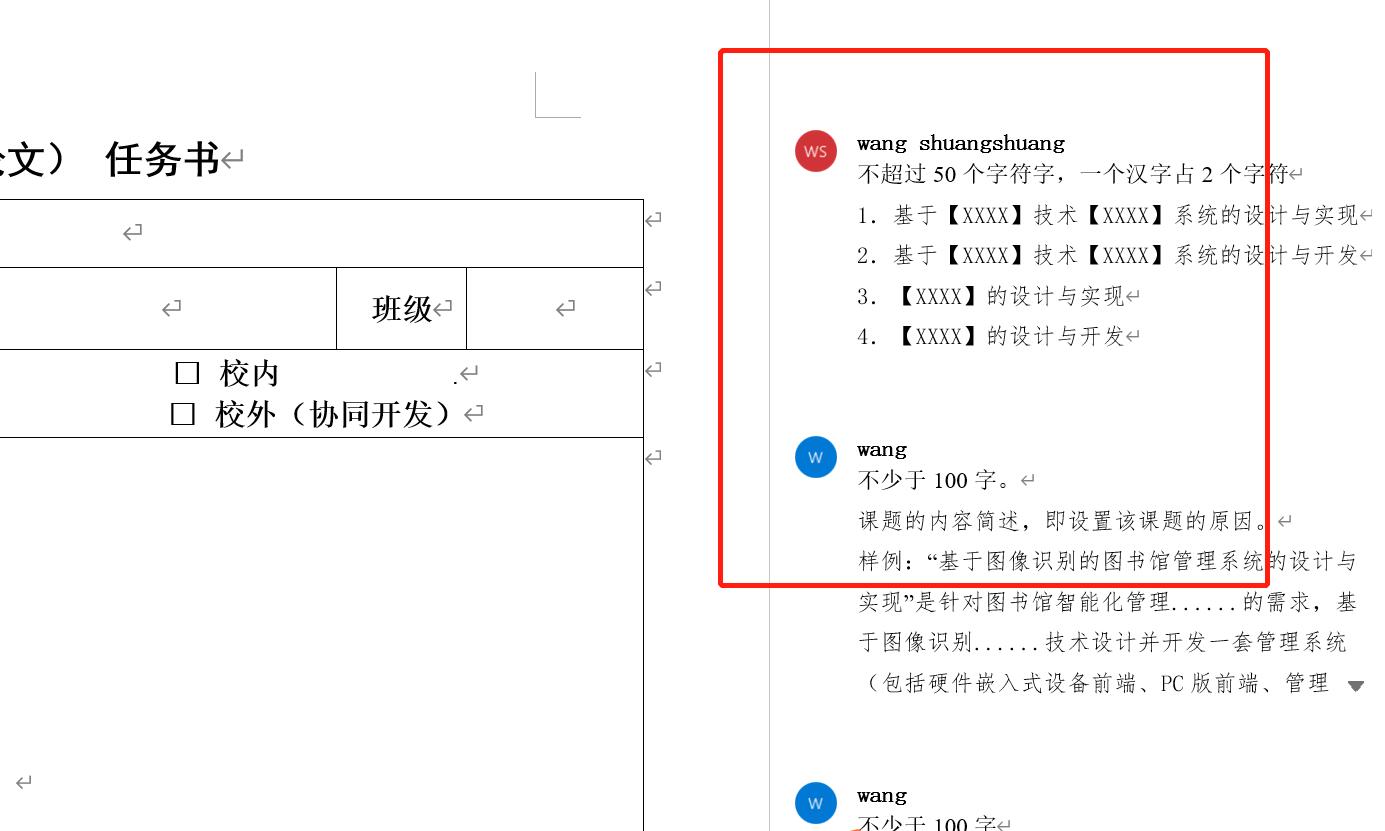 文） 任务书
班级
□ 校内 .
□ 校外（协同开发）
WS
wang shuangshuang
不超过 50 个字符字，一个汉字占 2 个字符
1. 基于【XXXX】技术【XXXX】系统的设计与实现
2. 基于【XXXX】技术【XXXX】系统的设计与开发
3. 【XXXX】的设计与实现
4. 【XXXX】的设计与开发
W
wang
不少于 100 字。
课题的内容简述，即设置该课题的原因。
样例：“基于图像识别的图书馆管理系统的设计与
实现”是针对图书馆智能化管理......的需求，基
于图像识别......技术设计并开发一套管理系统
（包括硬件嵌入式设备前端、PC 版前端、管理
W
wang
不少于 100 字